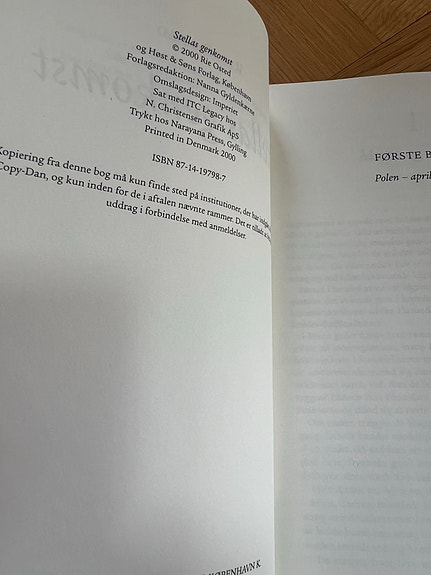 Stellas genkomst
© 2000 Rie Osted
og Høst & Søns Forlag, København
Forlagsredaktion: Nanna Gyldenkærne
Omslagsdesign: Imperiet
Sat med ITC Legacy hos
N. Christensen Grafik ApS
Trykt hos Narayana Press, Gylling
Printed in Denmark 2000
ISBN 87-14-19798-7
Kopiering fra denne bog må kun finde sted på institutioner, der har
Copy-Dan, og kun inden for de i aftalen nævnte rammer. Det er tilladt at
uddrag i forbindelse med anmeldelser.
KØBENHAVN K
FØRSTE B
Polen – april